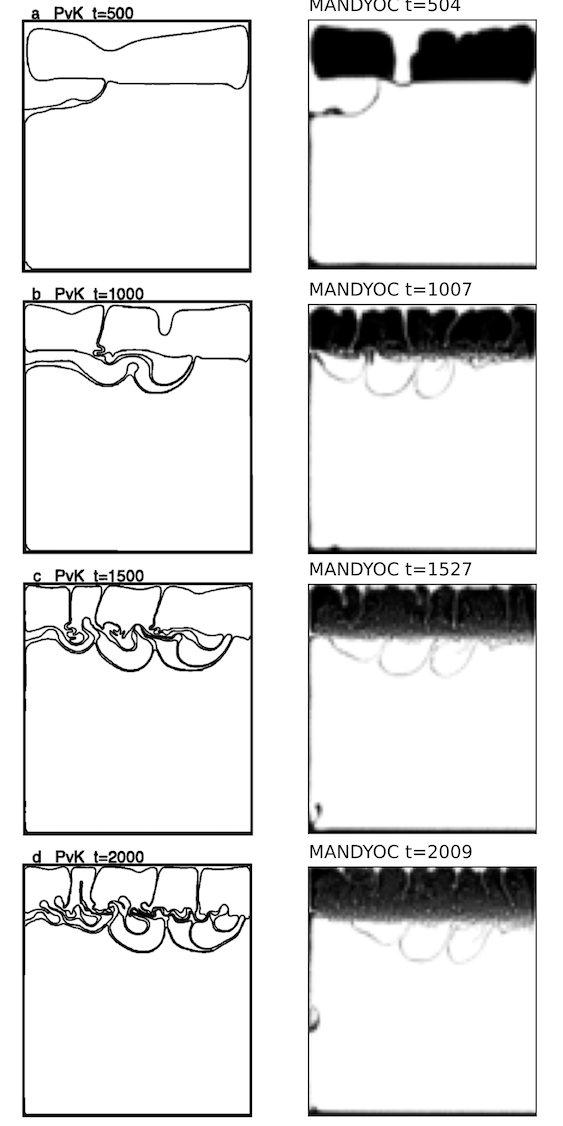 a PvK t=500
MANDYOC t=504
b PvK t=1000
MANDYOC t=1007
c PvK t=1500
MANDYOC t=1527
d PvK t=2000
MANDYOC t=2009